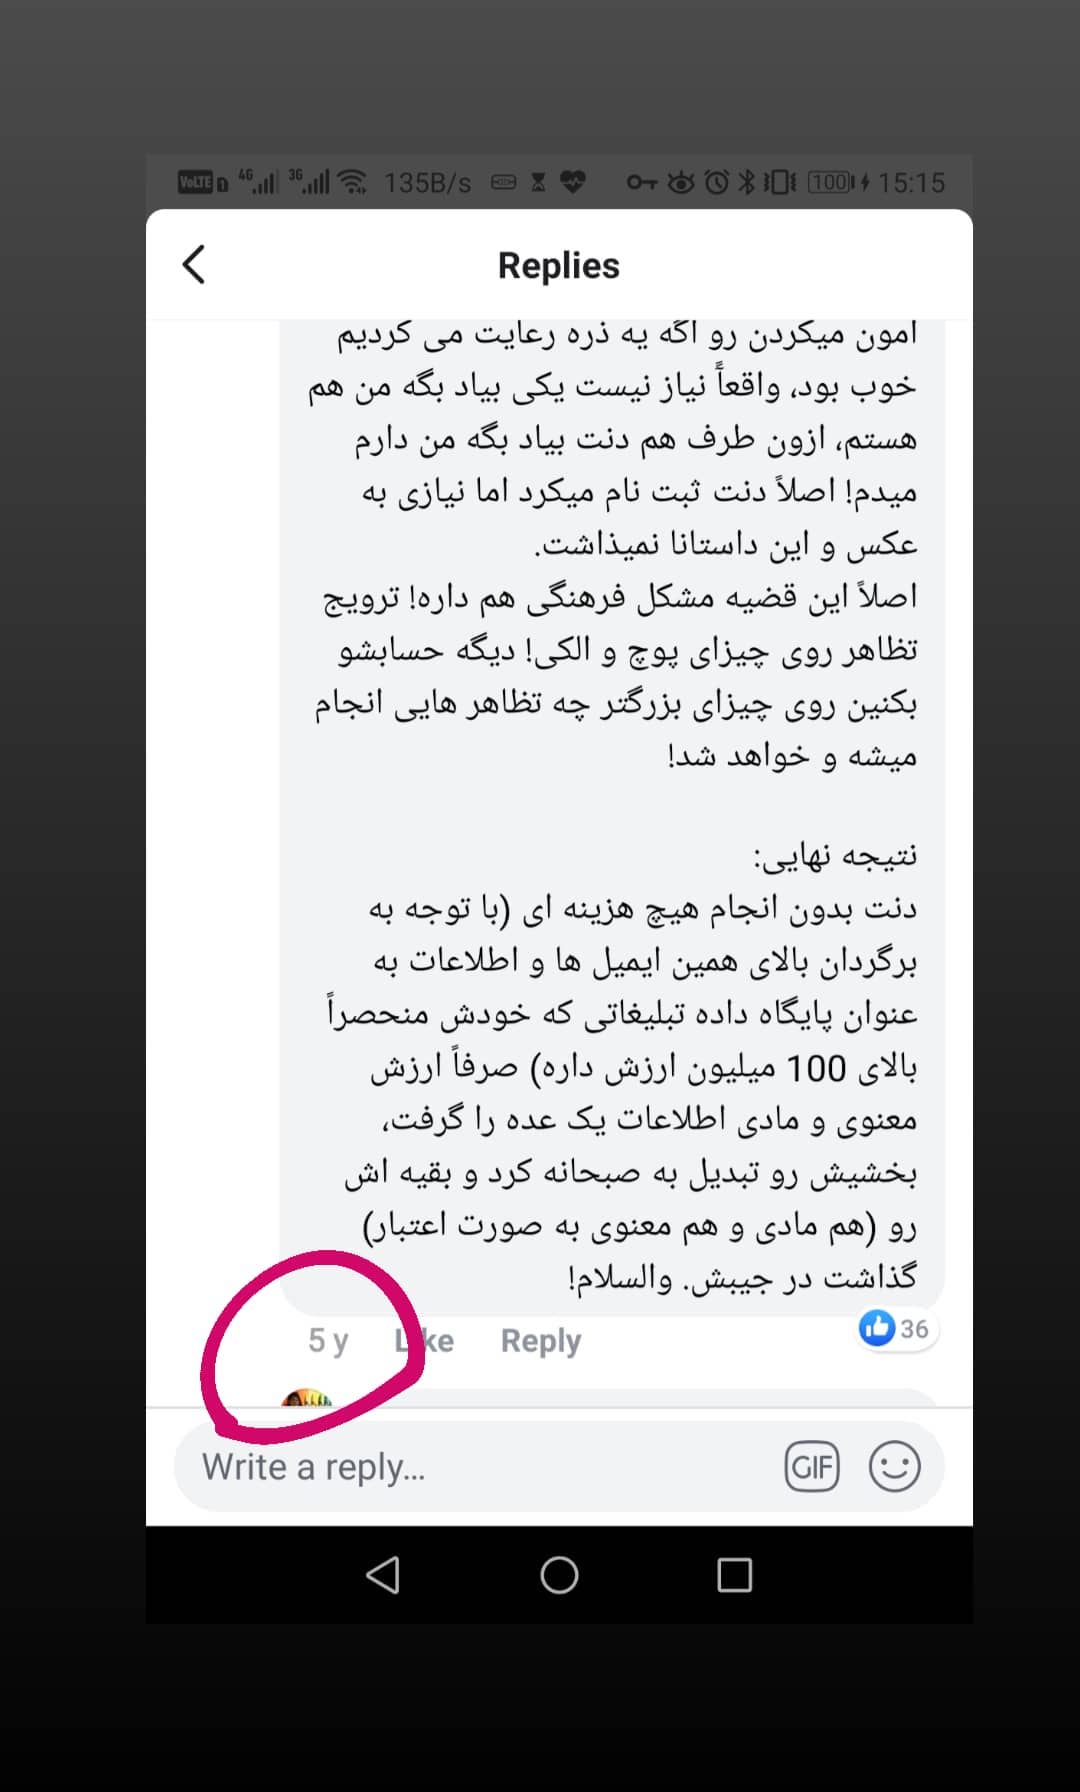 VoLTE 1 4G 3G 135B/s 100 15:15
Replies
امون میکردن رو اگه یه ذره رعایت می کردیم
خوب بود، واقعاً نیاز نیست یکی بیاد بگه من هم
هستم، ازون طرف هم دنت بیاد بگه من دارم
میدم! اصلاً دنت ثبت نام میکرد اما نیازی به
عکس و این داستانا نمیذاشت.
اصلاً این قضیه مشکل فرهنگی هم داره! ترویج
تظاهر روی چیزای پوچ و الکی! دیگه حسابشو
بکنین روی چیزای بزرگتر چه تظاهر هایی انجام
میشه و خواهد شد!
نتیجه نهایی:
دنت بدون انجام هیچ هزینه ای (با توجه به
برگردان بالای همین ایمیل ها و اطلاعات به
عنوان پایگاه داده تبلیغاتی که خودش منحصراً
بالای 100 میلیون ارزش داره) صرفاً ارزش
معنوی و مادی اطلاعات یک عده را گرفت،
بخشیش رو تبدیل به صبحانه کرد و بقیه اش
رو (هم مادی و هم معنوی به صورت اعتبار)
گذاشت در جیبش. والسلام!
5 y Like Reply 36
Write a reply... GIF